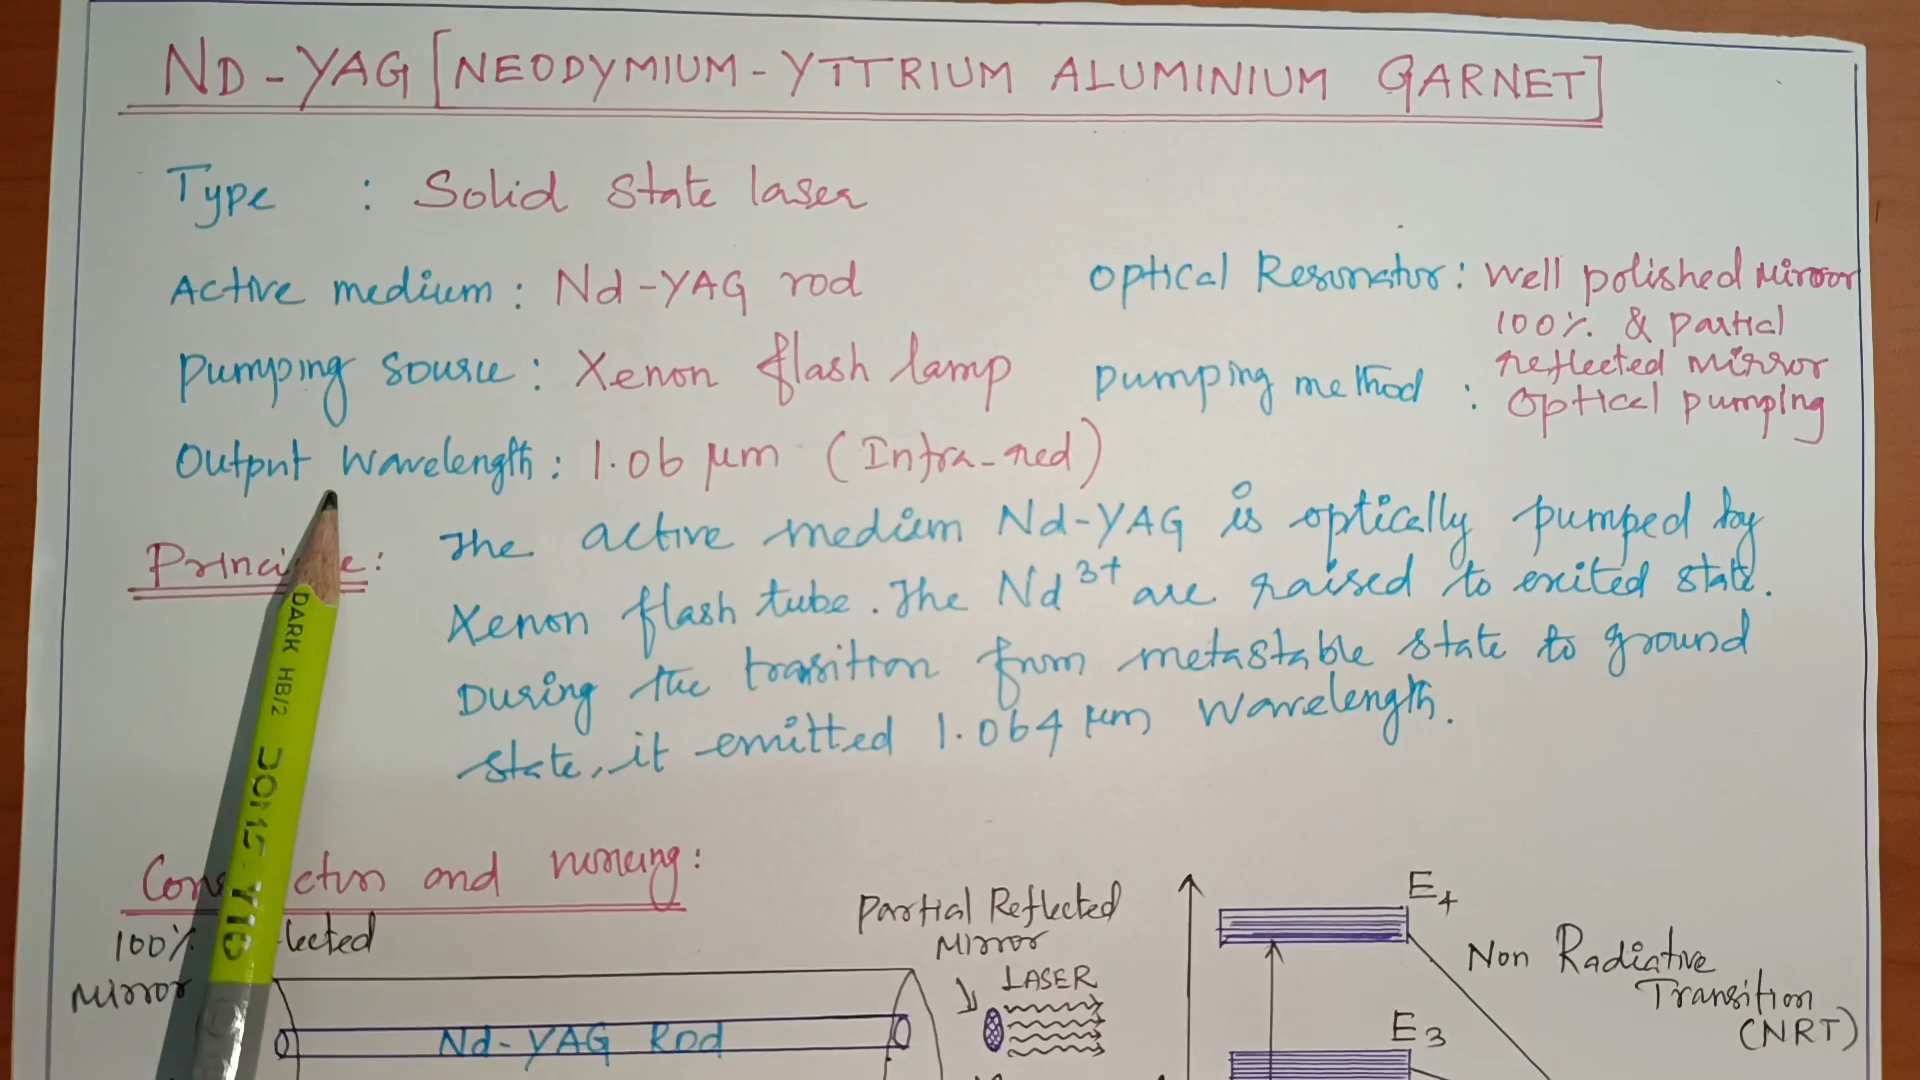 ND-YAG [NEODYMIUM-YTTRIUM ALUMINIUM GARNET]
Type : Solid state laser
Active medium : Nd-YAG rod
Pumping source : Xenon flash lamp
Output wavelength : 1.06 μm (Infra-red)
Optical Resonator : Well polished mirror
100% & partial
reflected mirror
Pumping method : Optical pumping
The active medium Nd-YAG is optically pumped by
Xenon flash tube. The Nd3+ are raised to excited state.
During the transition from metastable state to ground
state, it emitted 1.064 μm wavelength.
and working:
100%
Mirror
Partial Reflected
Mirror
LASER
Nd-YAG Rod
E4
Non Radiative
Transition
(NRT)
E3
DARK HB/2 DOMS